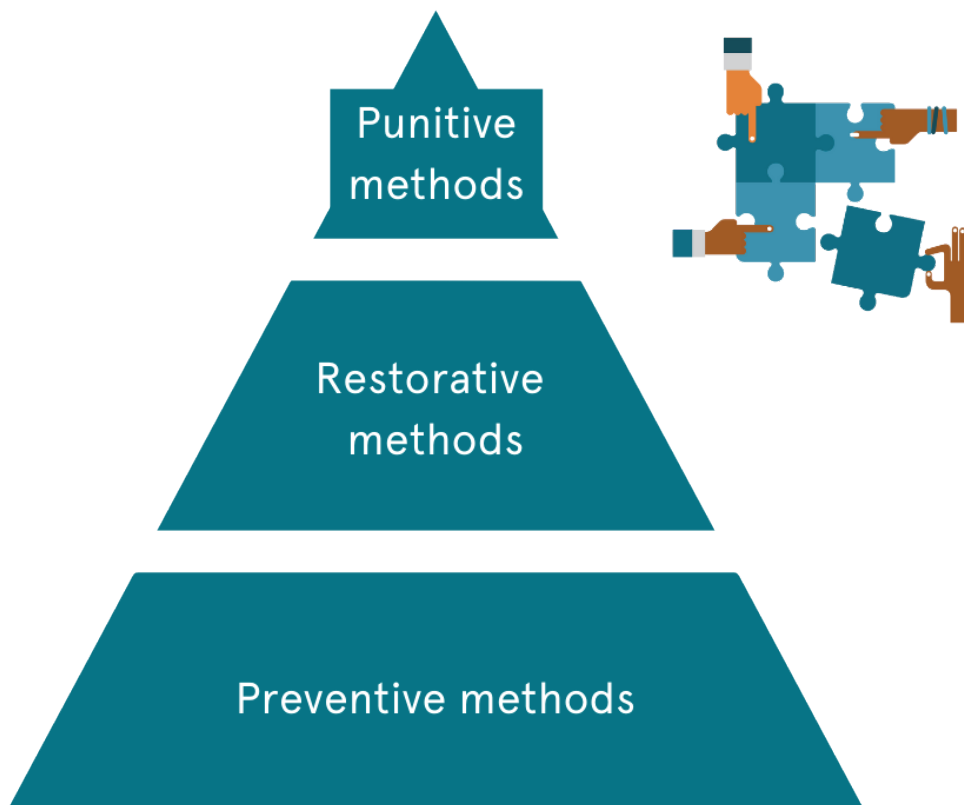 Punitive
methods
Restorative
methods
Preventive methods